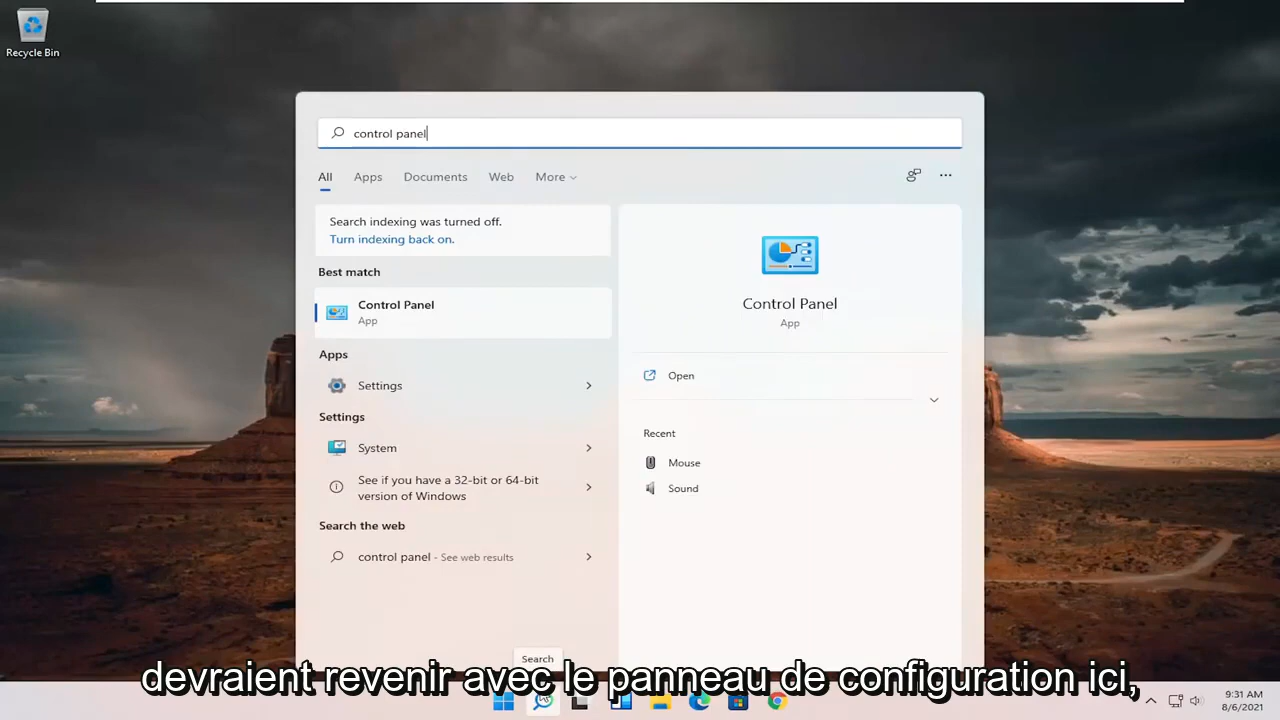 Recycle Bin
control panel
All Apps Documents Web More
Search indexing was turned off.
Turn indexing back on.
Best match
Control Panel
App
Apps
Settings
Settings
System
See if you have a 32-bit or 64-bit
version of Windows
Search the web
control panel - See web results
Control Panel
App
Open
Recent
Mouse
Sound
Search
devraient revenir avec le panneau de configuration ici,
9:31 AM
8/6/2021